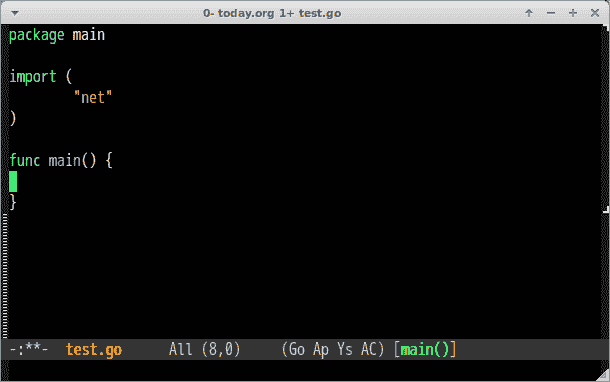 0- today.org 1+ test.go
package main
import (
"net"
)
func main() {
}
-:**-  test.go      All (8,0)     (Go Ap Ys AC) [main()]